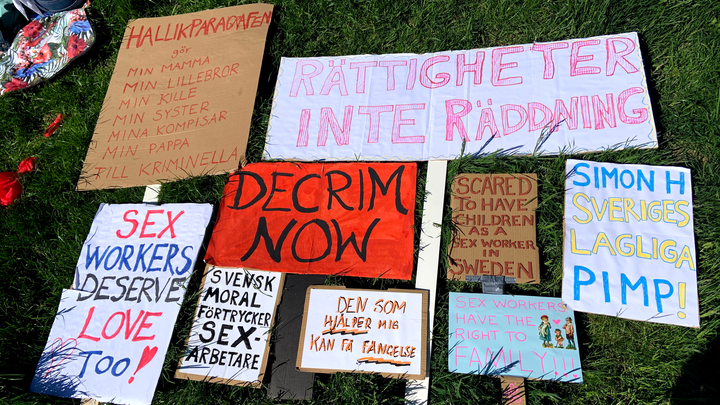 HALLIKPARAGRAFEN
gör
MIN MAMMA
MIN LILLEBROR
MIN KILLE
MIN SYSTER
MINA KOMPISAR
MIN PAPPA
TILL KRIMINELLA
RÄTTIGHETER
INTE RÄDDNING
DECRIM
NOW
SCARED
TO HAVE
CHILDREN
AS A
SEX WORKER
IN
SWEDEN
SIMON H
SVERIGES
LAGLIGA
PIMP!
SEX
WORKERS
DESERVE
LOVE
TOO!
SVENSK
MORAL
FÖRTRYCKER
SEX-
ARBETARE
DEN SOM
HJÄLPER MIG
KAN FÅ FÄNGELSE
SEX WORKERS
HAVE THE
RIGHT TO
FAMILY!!!